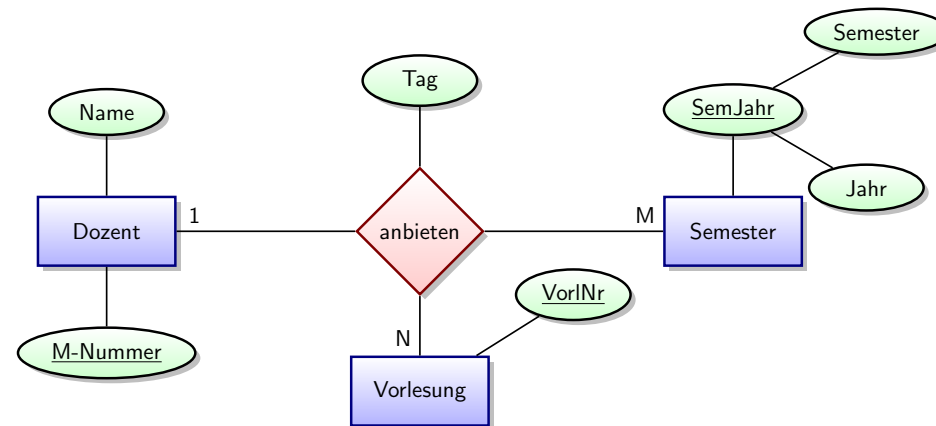 Semester
Tag
Name
SemJahr
Jahr
1
M
Dozent
anbieten
Semester
VorlNr
N
M-Nummer
Vorlesung